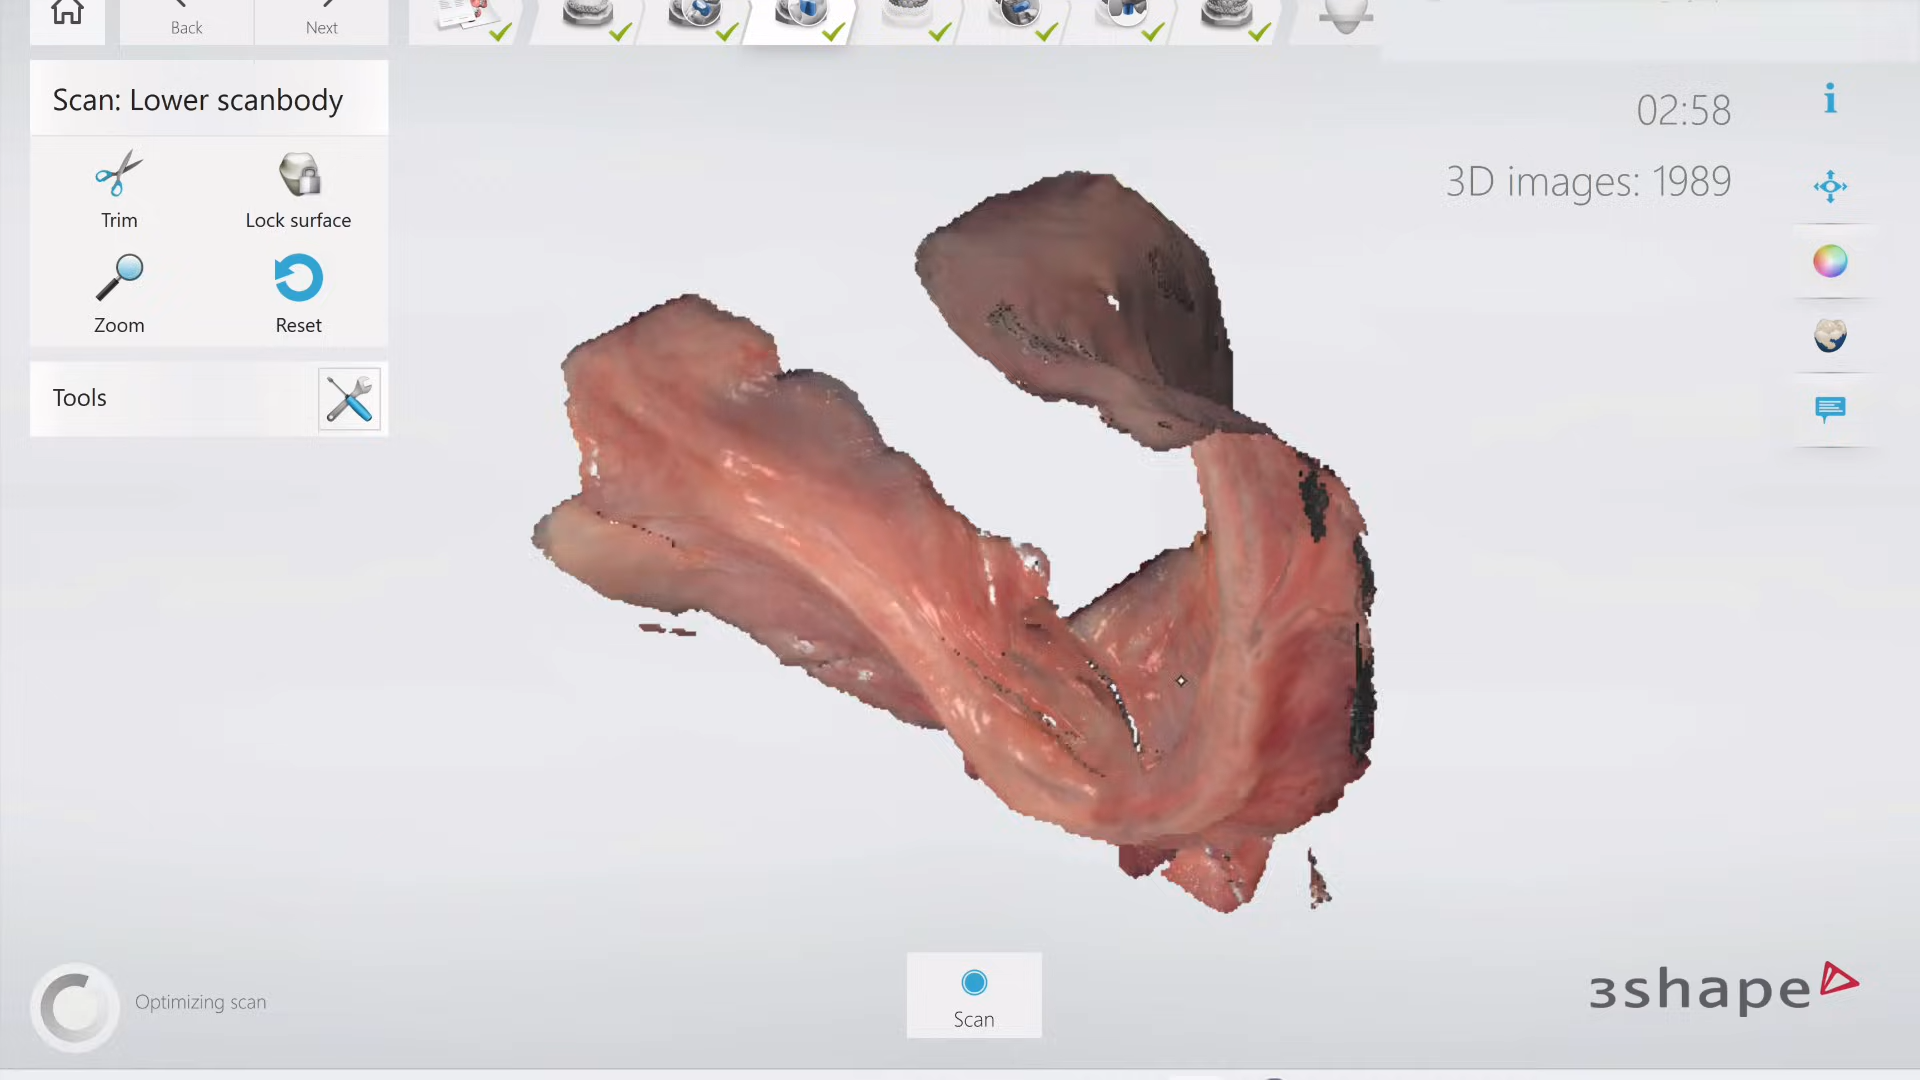 Back
Next
Scan: Lower scanbody
Trim
Lock surface
Zoom
Reset
Tools
02:58
3D images: 1989
i
Optimizing scan
Scan
3shape